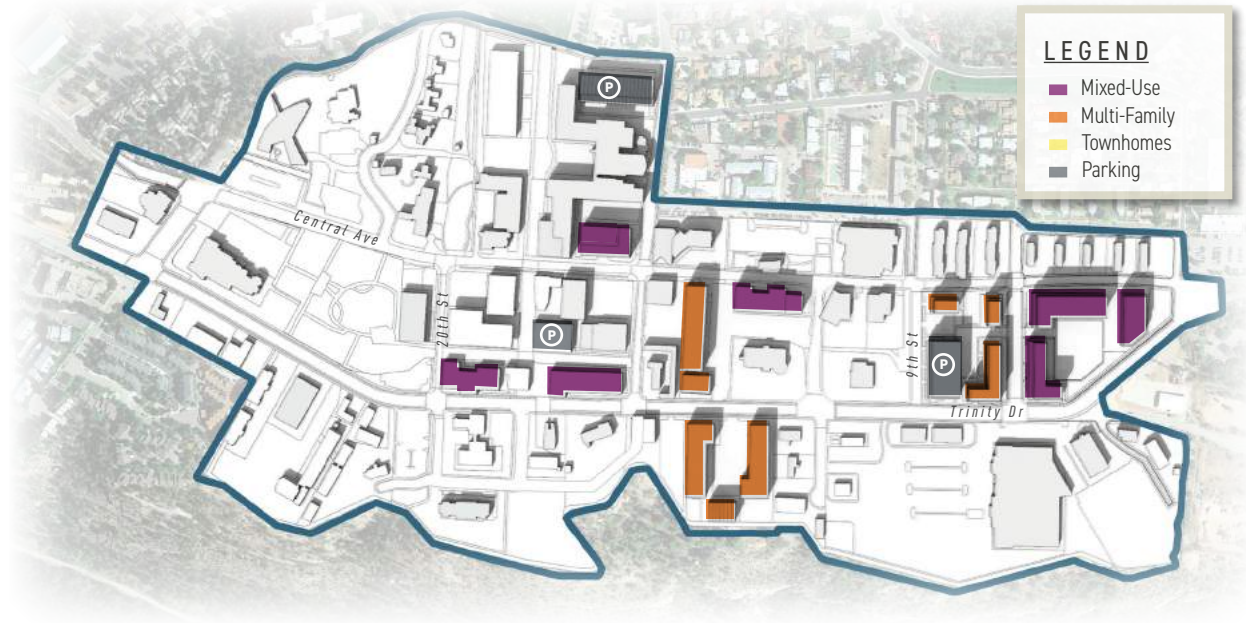 LEGEND
Mixed-Use
Multi-Family
Townhomes
Parking
P
Central Ave
20th St
P
9th St
P
Trinity Dr